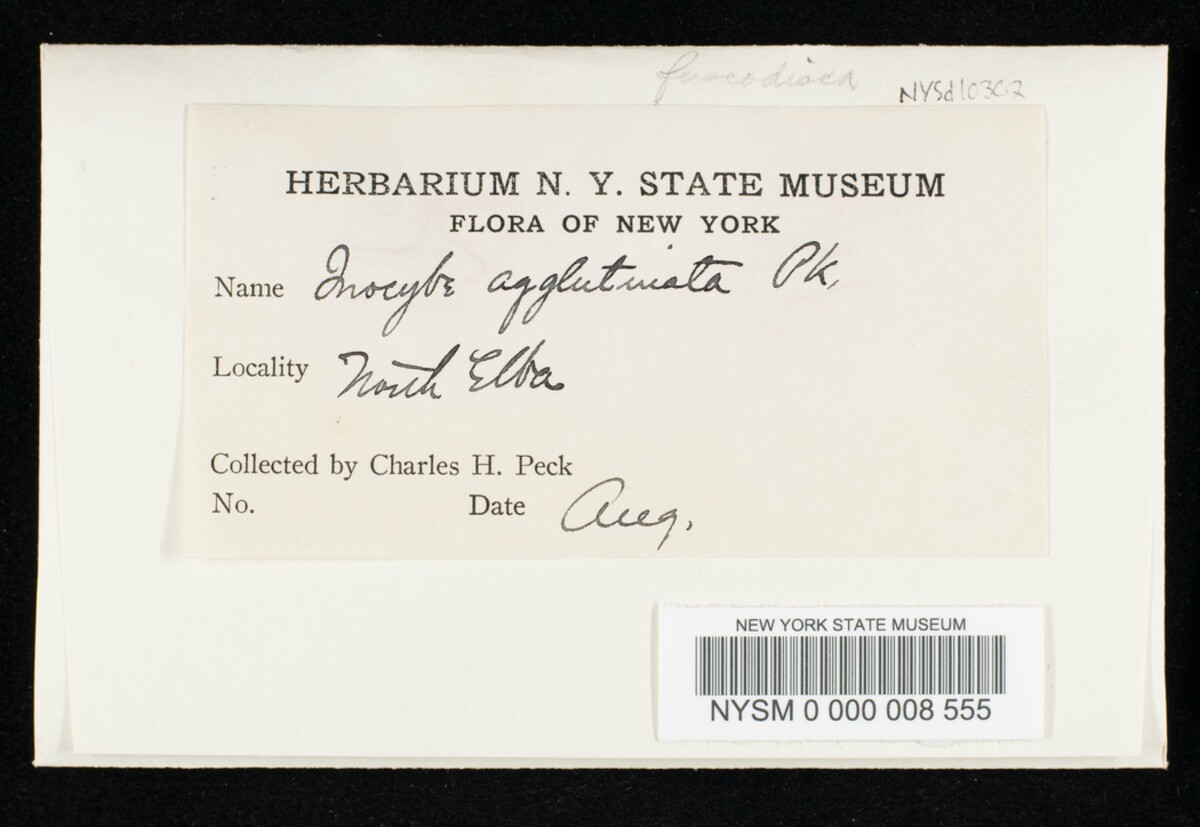 fuscodisca
HERBARIUM N. Y. STATE MUSEUM
FLORA OF NEW YORK
Name Inocybe agglutinata Pk.
Locality North Elba
Collected by Charles H. Peck
No. Date Aug.
NEW YORK STATE MUSEUM
NYSM 0 000 008 555